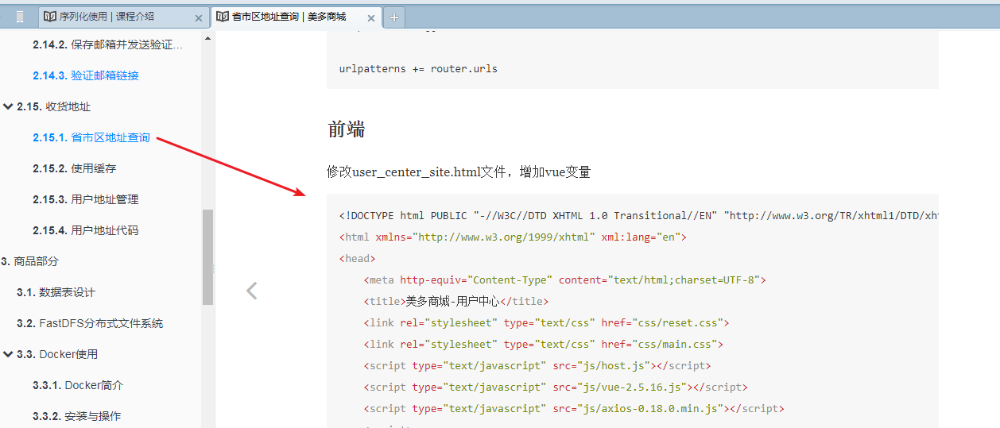 序列化使用 | 课程介绍
省市区地址查询 | 美多商城
2.14.2. 保存邮箱并发送验证...
2.14.3. 验证邮箱链接
2.15. 收货地址
2.15.1. 省市区地址查询
2.15.2. 使用缓存
2.15.3. 用户地址管理
2.15.4. 用户地址代码
3. 商品部分
3.1. 数据表设计
3.2. FastDFS分布式文件系统
3.3. Docker使用
3.3.1. Docker简介
3.3.2. 安装与操作
urlpatterns += router.urls
前端
修改user_center_site.html文件，增加vue变量
<!DOCTYPE html PUBLIC "-//W3C//DTD XHTML 1.0 Transitional//EN" "http://www.w3.org/TR/xhtml1/DTD/xht
<html xmlns="http://www.w3.org/1999/xhtml" xml:lang="en">
<head>
<meta http-equiv="Content-Type" content="text/html;charset=UTF-8">
<title>美多商城-用户中心</title>
<link rel="stylesheet" type="text/css" href="css/reset.css">
<link rel="stylesheet" type="text/css" href="css/main.css">
<script type="text/javascript" src="js/host.js"></script>
<script type="text/javascript" src="js/vue-2.5.16.js"></script>
<script type="text/javascript" src="js/axios-0.18.0.min.js"></script>